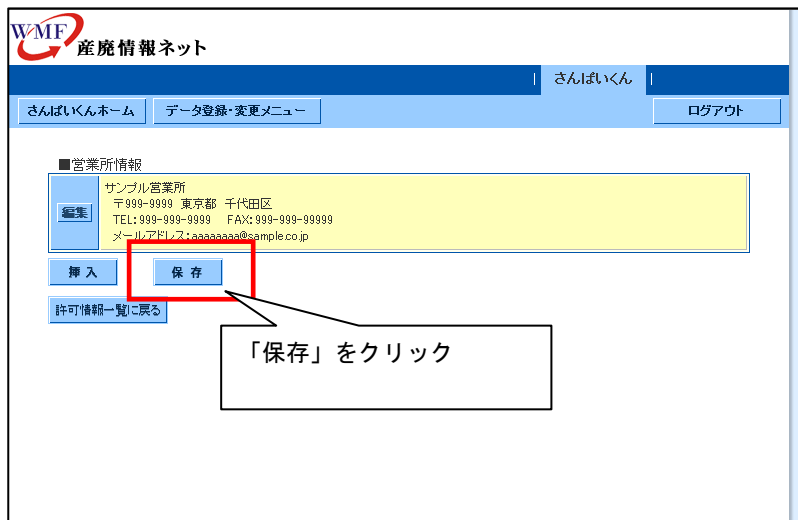 WMF
産廃情報ネット
| さんぱいくん |
さんぱいくんホーム データ登録・変更メニュー ログアウト
■営業所情報
編集
サンプル営業所
〒999-9999 東京都 千代田区
TEL:999-999-9999 FAX:999-999-99999
メールアドレス:aaaaaaaa@sample.co.jp
挿入 保存
許可情報一覧に戻る
「保存」をクリック